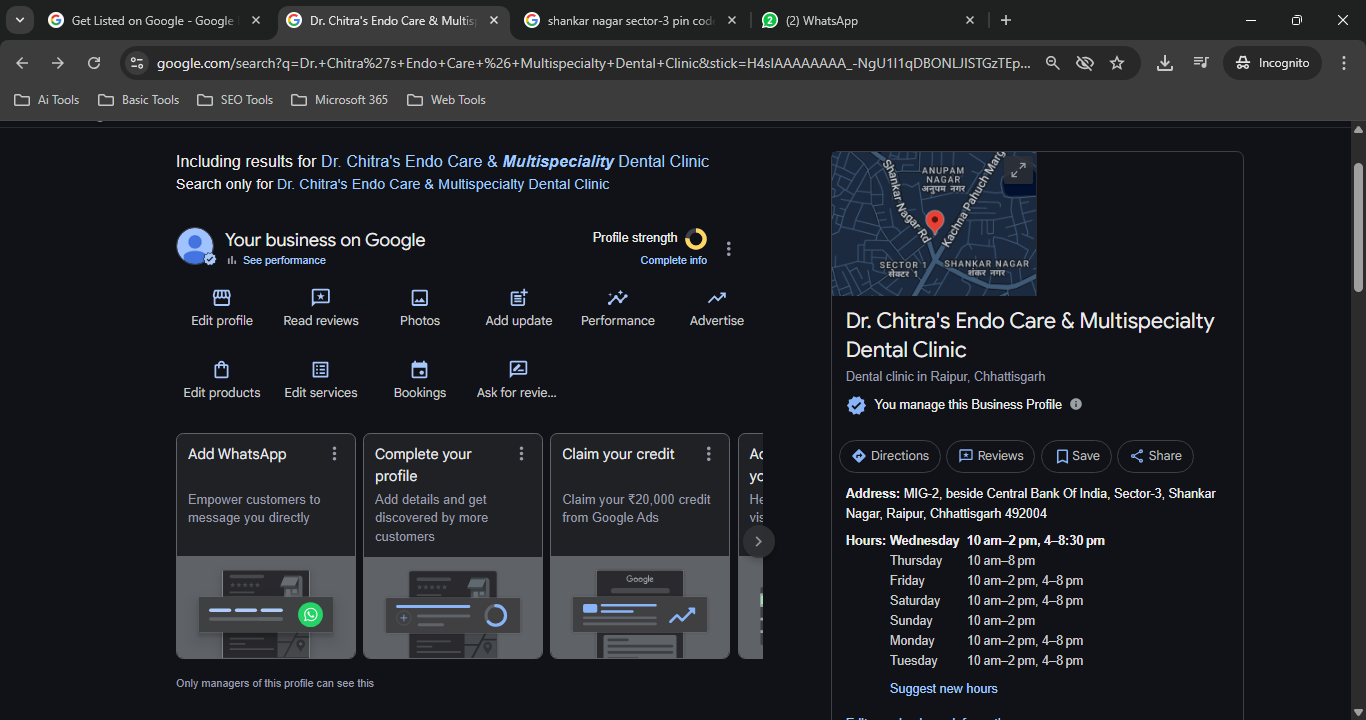 Get Listed on Google - Google
Dr. Chitra's Endo Care & Multis
shankar nagar sector-3 pin cod
2
(2) WhatsApp
google.com/search?q=Dr.+Chitra%27s+Endo+Care+%26+Multispecialty+Dental+Clinic&stick=H4sIAAAAAAAA_-NgU1I1qDBONLJISTGzTEp...
Incognito
Ai Tools
Basic Tools
SEO Tools
Microsoft 365
Web Tools
Including results for Dr. Chitra's Endo Care & Multispeciality Dental Clinic
Search only for Dr. Chitra's Endo Care & Multispecialty Dental Clinic
Your business on Google
See performance
Profile strength
Complete info
Edit profile
Read reviews
Photos
Add update
Performance
Advertise
Edit products
Edit services
Bookings
Ask for revie...
Add WhatsApp
Empower customers to
message you directly
Complete your
profile
Add details and get
discovered by more
customers
Claim your credit
Claim your ₹20,000 credit
from Google Ads
Google
Only managers of this profile can see this
ANUPAM
NAGAR
अनुपम नगर
Shankar Nagar Rd
Kachna Pahuch Marg
SECTOR 1
सेक्टर 1
SHANKAR NAGAR
शंकर नगर
Dr. Chitra's Endo Care & Multispecialty
Dental Clinic
Dental clinic in Raipur, Chhattisgarh
You manage this Business Profile
Directions
Reviews
Save
Share
Address: MIG-2, beside Central Bank Of India, Sector-3, Shankar
Nagar, Raipur, Chhattisgarh 492004
Hours: Wednesday 10 am–2 pm, 4–8:30 pm
Thursday 10 am–8 pm
Friday 10 am–2 pm, 4–8 pm
Saturday 10 am–2 pm, 4–8 pm
Sunday 10 am–2 pm
Monday 10 am–2 pm, 4–8 pm
Tuesday 10 am–2 pm, 4–8 pm
Suggest new hours